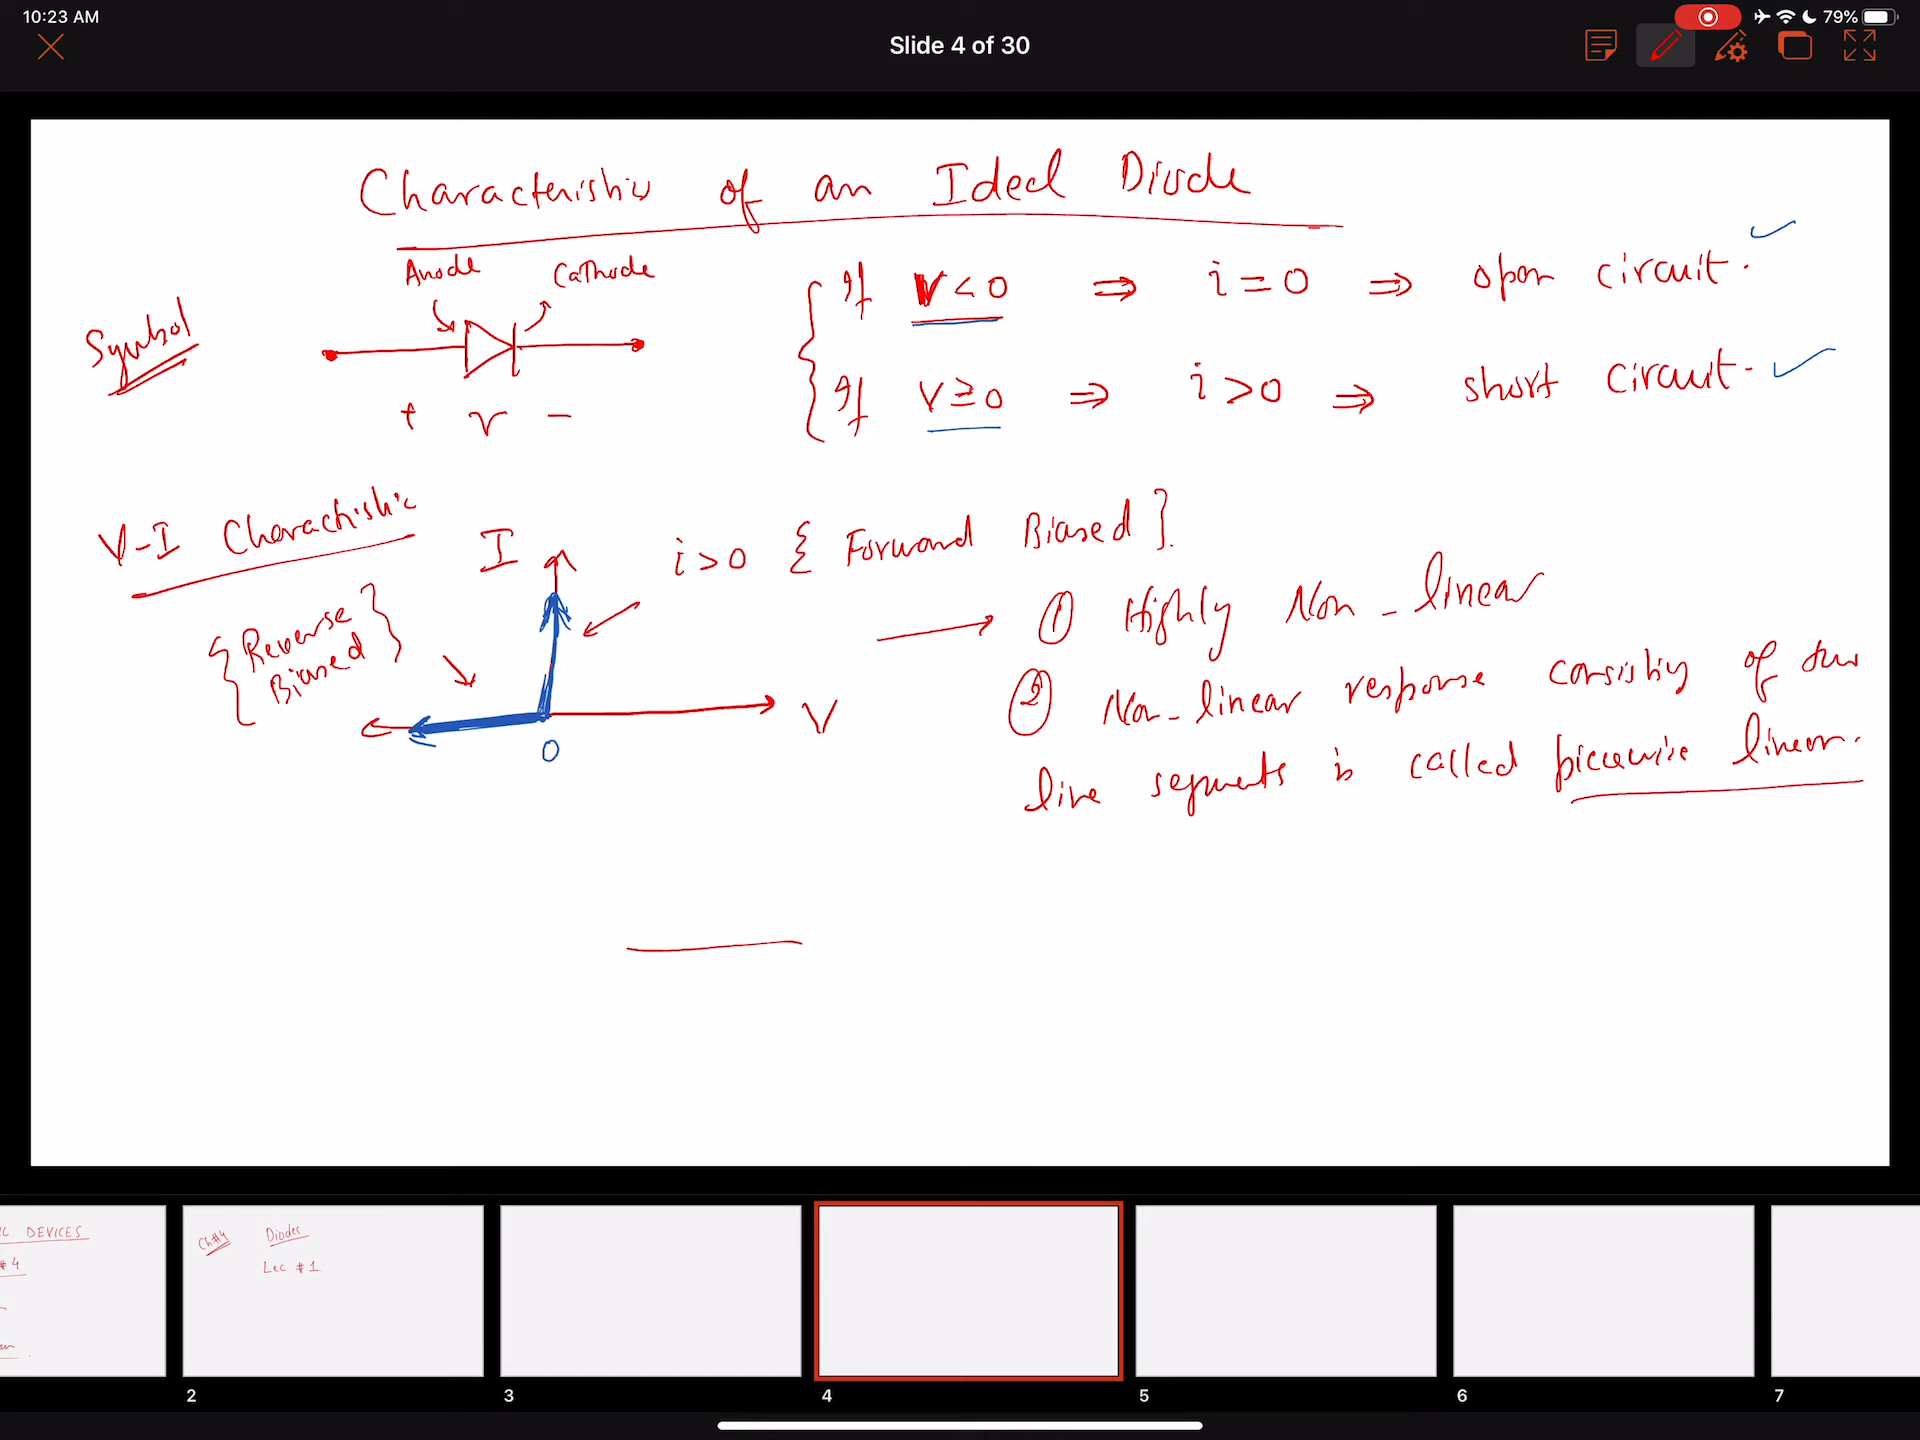 10:23 AM
79%
Slide 4 of 30
Characteristics of an Ideal Diode
Anode
Cathode
Symbol
+ v -
If V < 0 ⇒ i = 0 ⇒ open circuit.
If V ≥ 0 ⇒ i > 0 ⇒ short circuit.
V-I Charactistic
I
i > 0 { Forward Biased }
{ Reverse
Biased }
V
0
① Highly Non-linear
② Non-linear response consisting of two
line segments is called piecewise linear.
DEVICES
# 4
Ch#4 Diodes
Lec #1
2
3
4
5
6
7